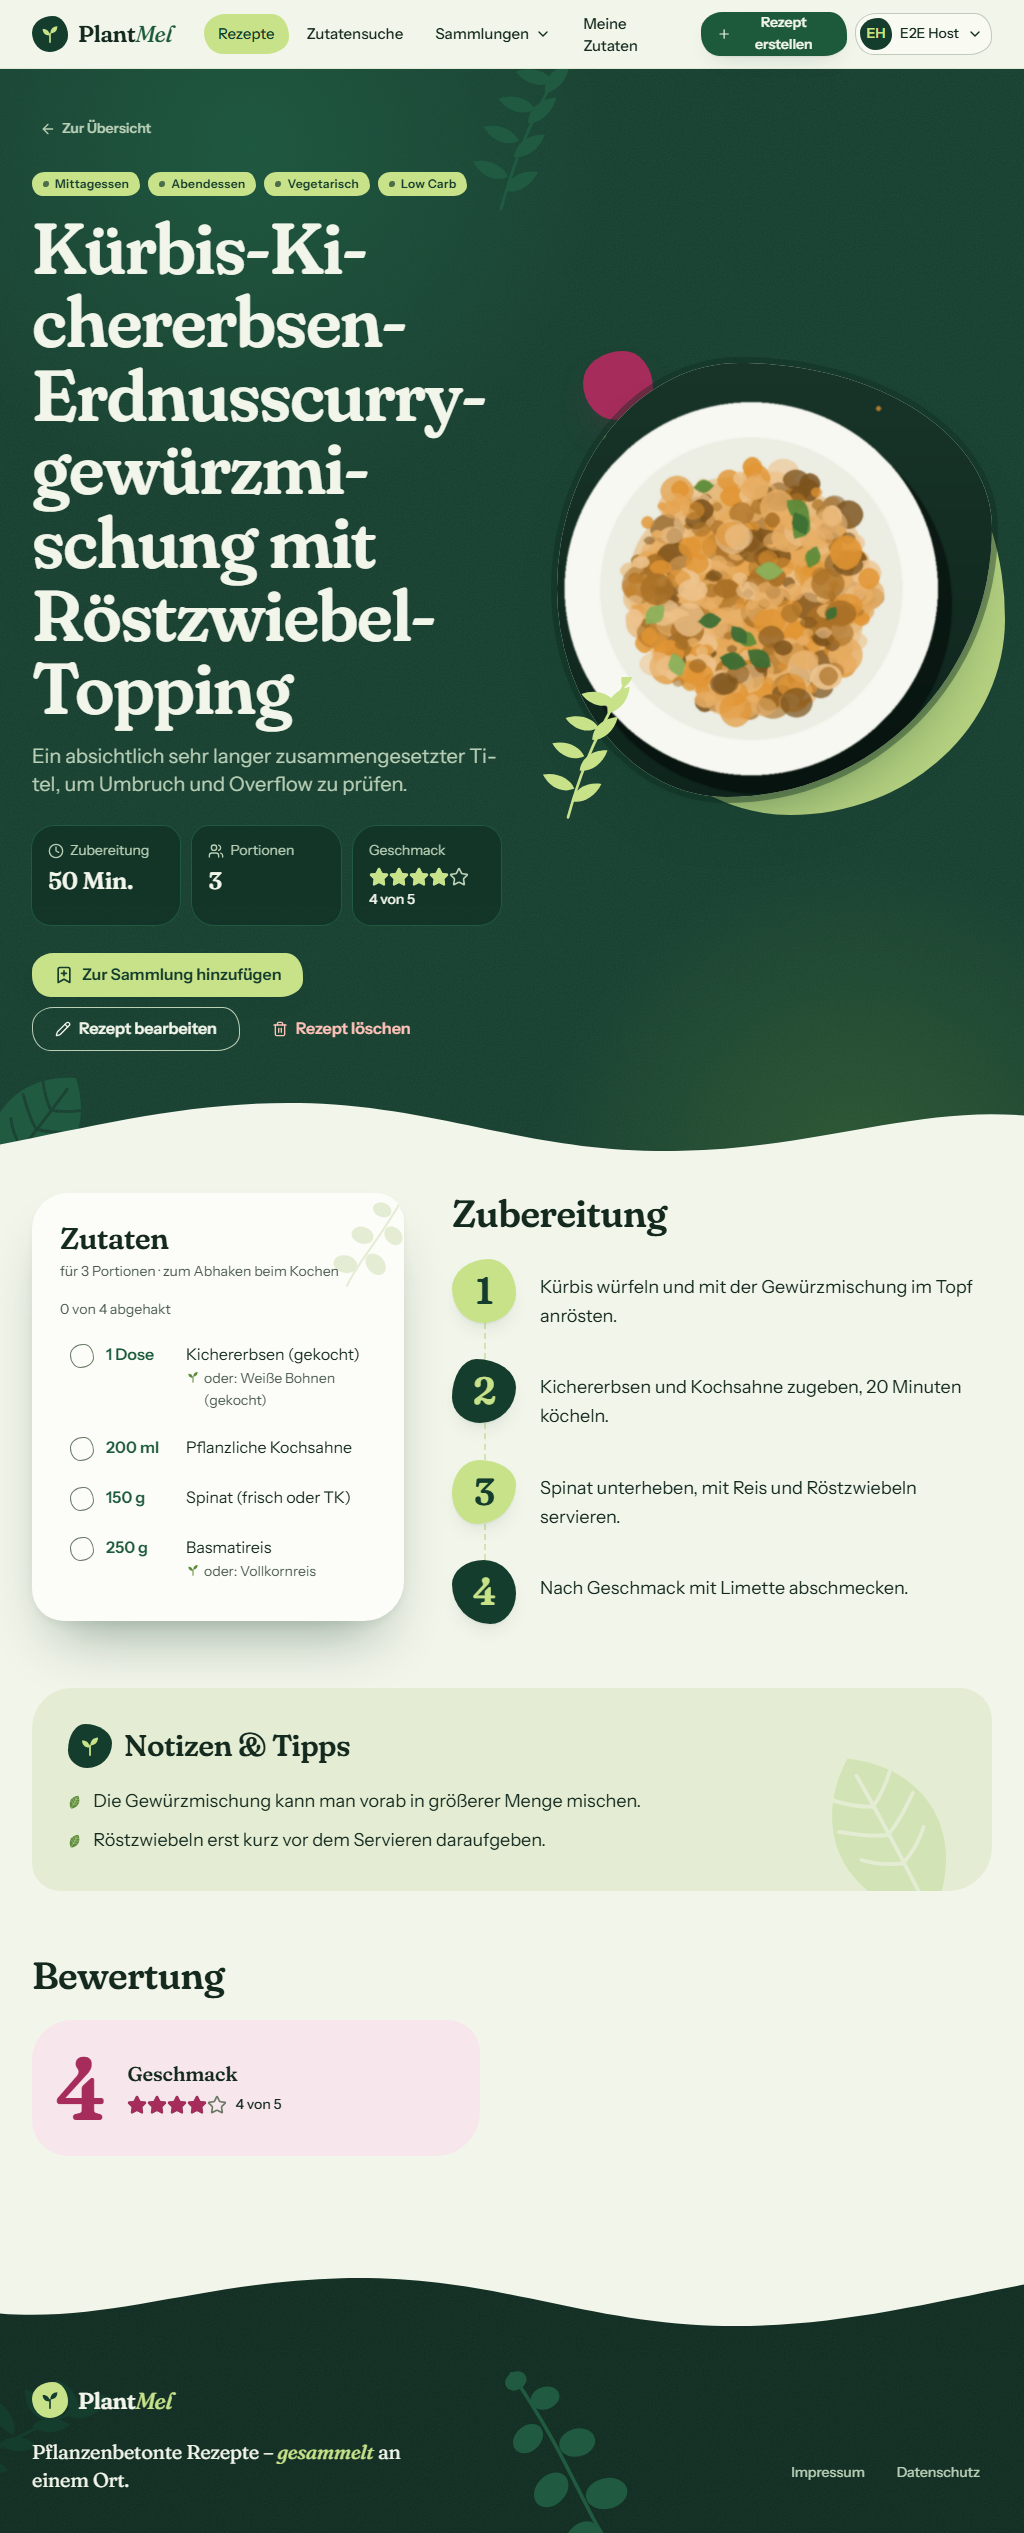 PlantMel
Rezepte
Zutatensuche
Sammlungen
Meine
Zutaten
Rezept
erstellen
EH
E2E Host
Zur Übersicht
Mittagessen
Abendessen
Vegetarisch
Low Carb
Kürbis-Ki-
chererbsen-
Erdnusscurry-
gewürzmi-
schung mit
Röstzwiebel-
Topping
Ein absichtlich sehr langer zusammengesetzter Ti-
tel, um Umbruch und Overflow zu prüfen.
Zubereitung
50 Min.
Portionen
3
Geschmack
4 von 5
Zur Sammlung hinzufügen
Rezept bearbeiten
Rezept löschen
Zutaten
für 3 Portionen · zum Abhaken beim Kochen
0 von 4 abgehakt
1 Dose Kichererbsen (gekocht)
oder: Weiße Bohnen
(gekocht)
200 ml Pflanzliche Kochsahne
150 g Spinat (frisch oder TK)
250 g Basmatireis
oder: Vollkornreis
Zubereitung
1
Kürbis würfeln und mit der Gewürzmischung im Topf
anrösten.
2
Kichererbsen und Kochsahne zugeben, 20 Minuten
köcheln.
3
Spinat unterheben, mit Reis und Röstzwiebeln
servieren.
4
Nach Geschmack mit Limette abschmecken.
Notizen & Tipps
Die Gewürzmischung kann man vorab in größerer Menge mischen.
Röstzwiebeln erst kurz vor dem Servieren daraufgeben.
Bewertung
4
Geschmack
4 von 5
PlantMel
Pflanzenbetonte Rezepte – gesammelt an
einem Ort.
Impressum
Datenschutz